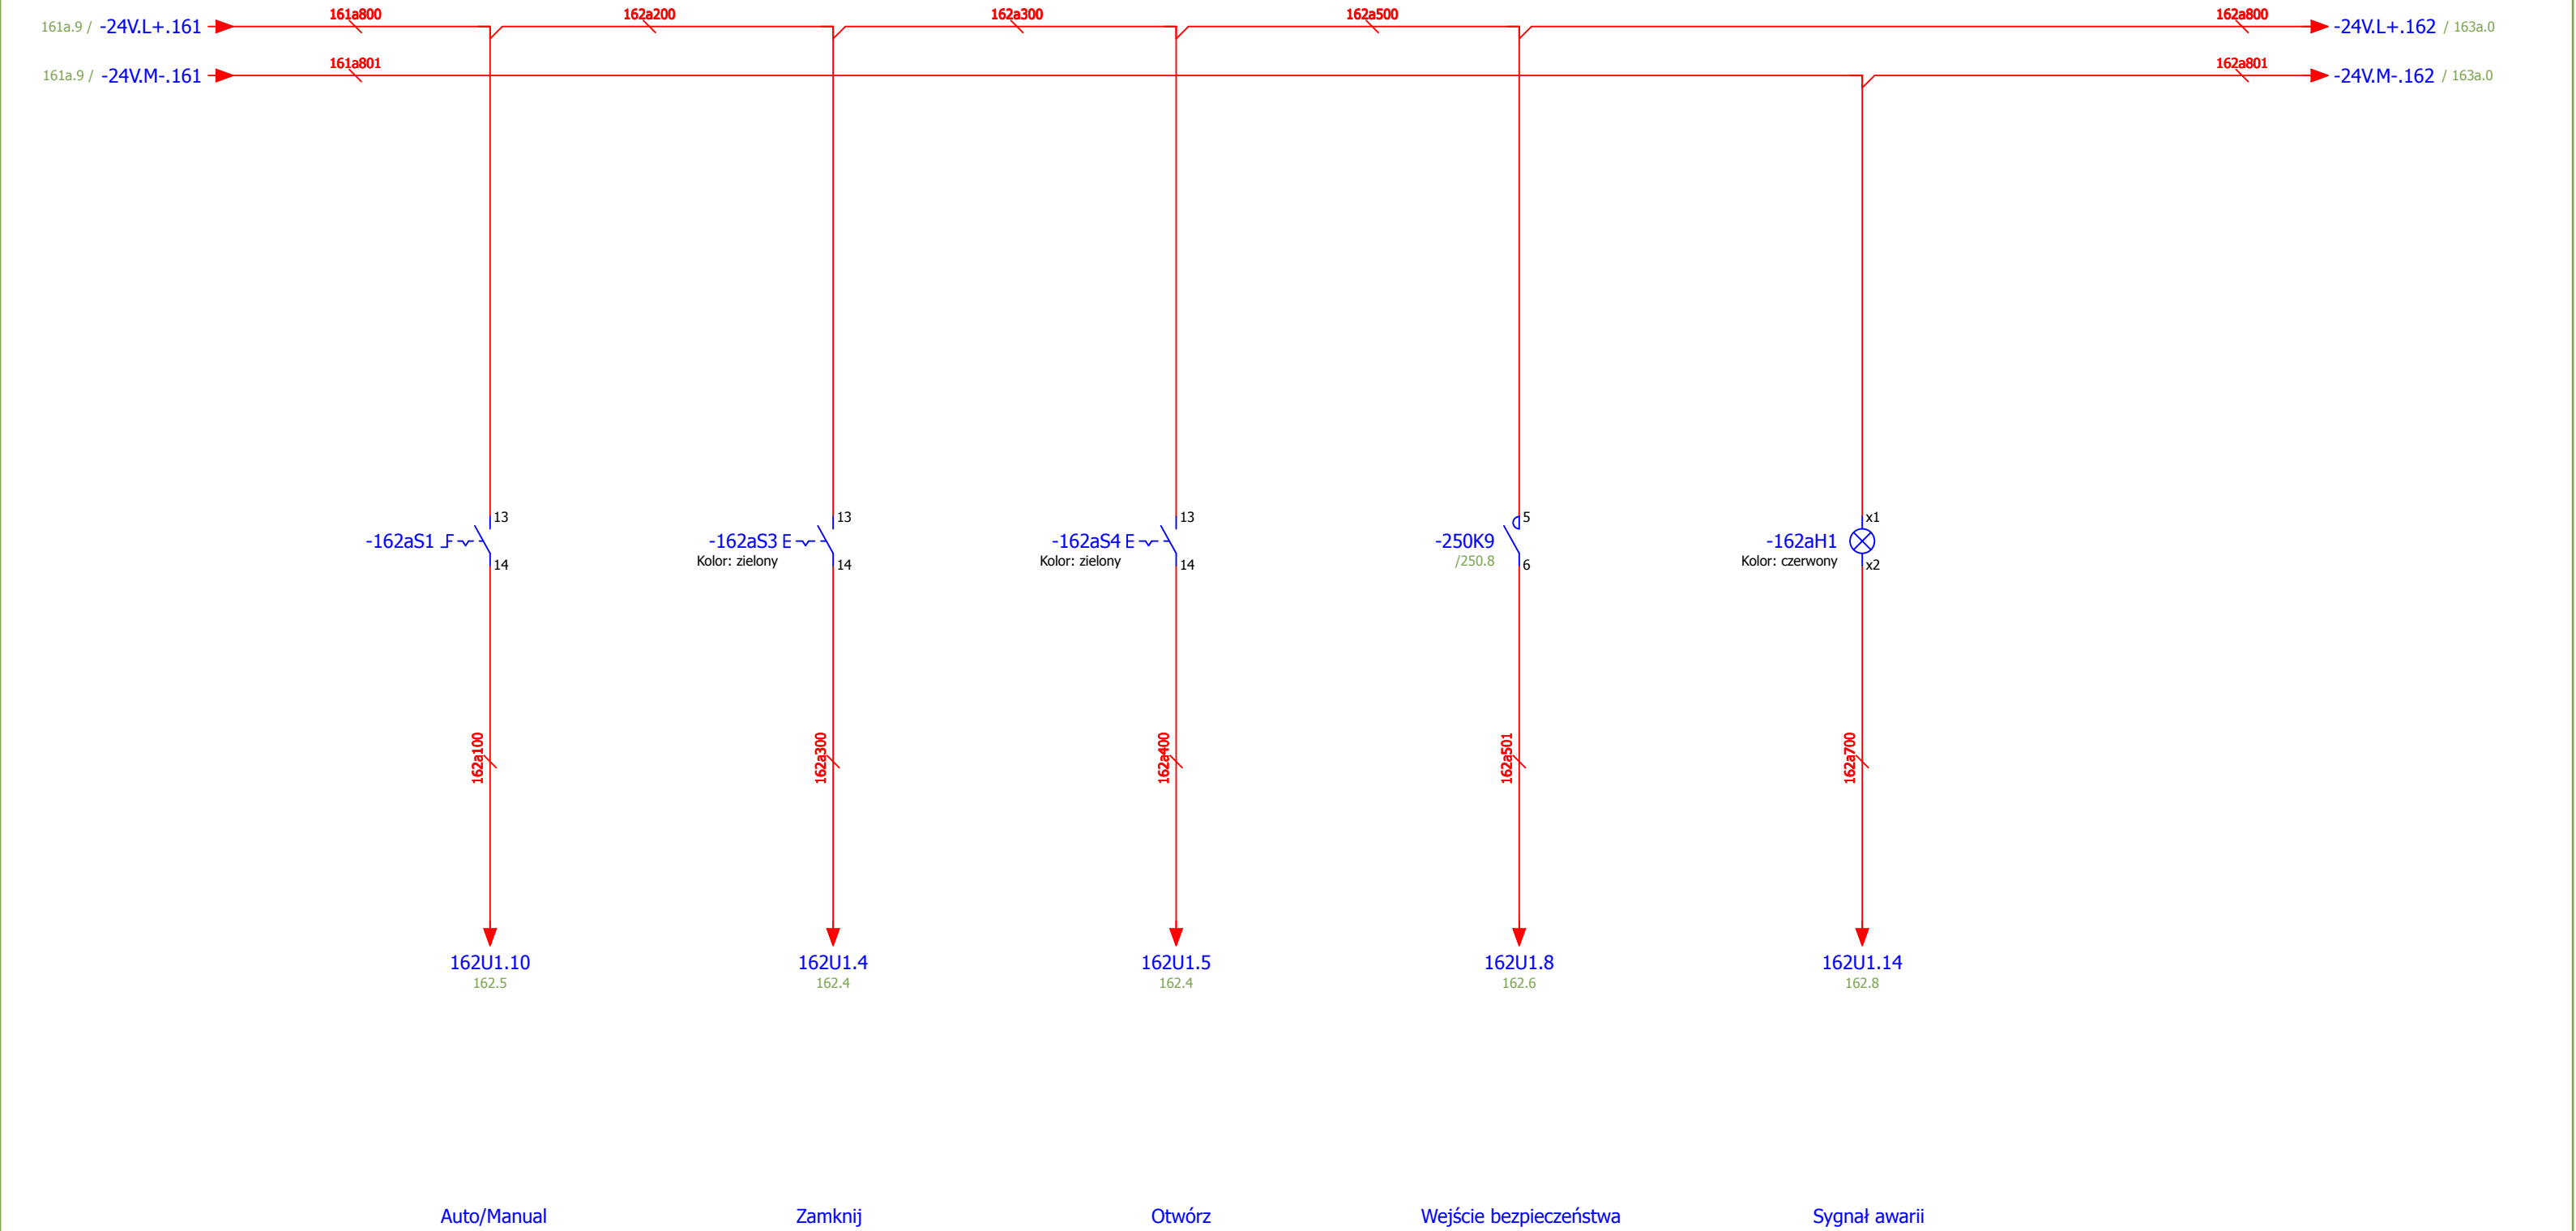 161a800 162a200 162a300 162a500 162a800
161a.9 / -24V.L+.161 -24V.L+.162 / 163a.0
161a801 162a801
161a.9 / -24V.M-.161 -24V.M-.162 / 163a.0
13 13 13 5 x1
-162aS1 -162aS3 E -162aS4 E -250K9 -162aH1
Kolor: zielony Kolor: zielony /250.8 Kolor: czerwony
14 14 14 6 x2
162a100 162a300 162a400 162a501 162a700
162U1.10 162U1.4 162U1.5 162U1.8 162U1.14
162.5 162.4 162.4 162.6 162.8
Auto/Manual Zamknij Otwórz Wejście bezpieczeństwa Sygnał awarii